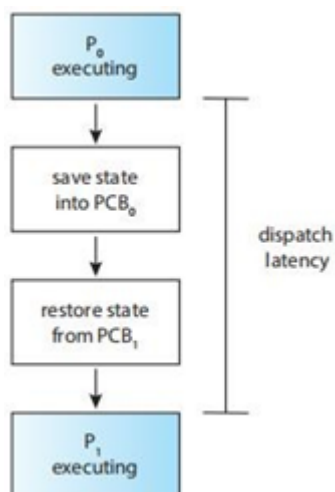 P₀
executing
save state
into PCB₀
dispatch
latency
restore state
from PCB₁
P₁
executing